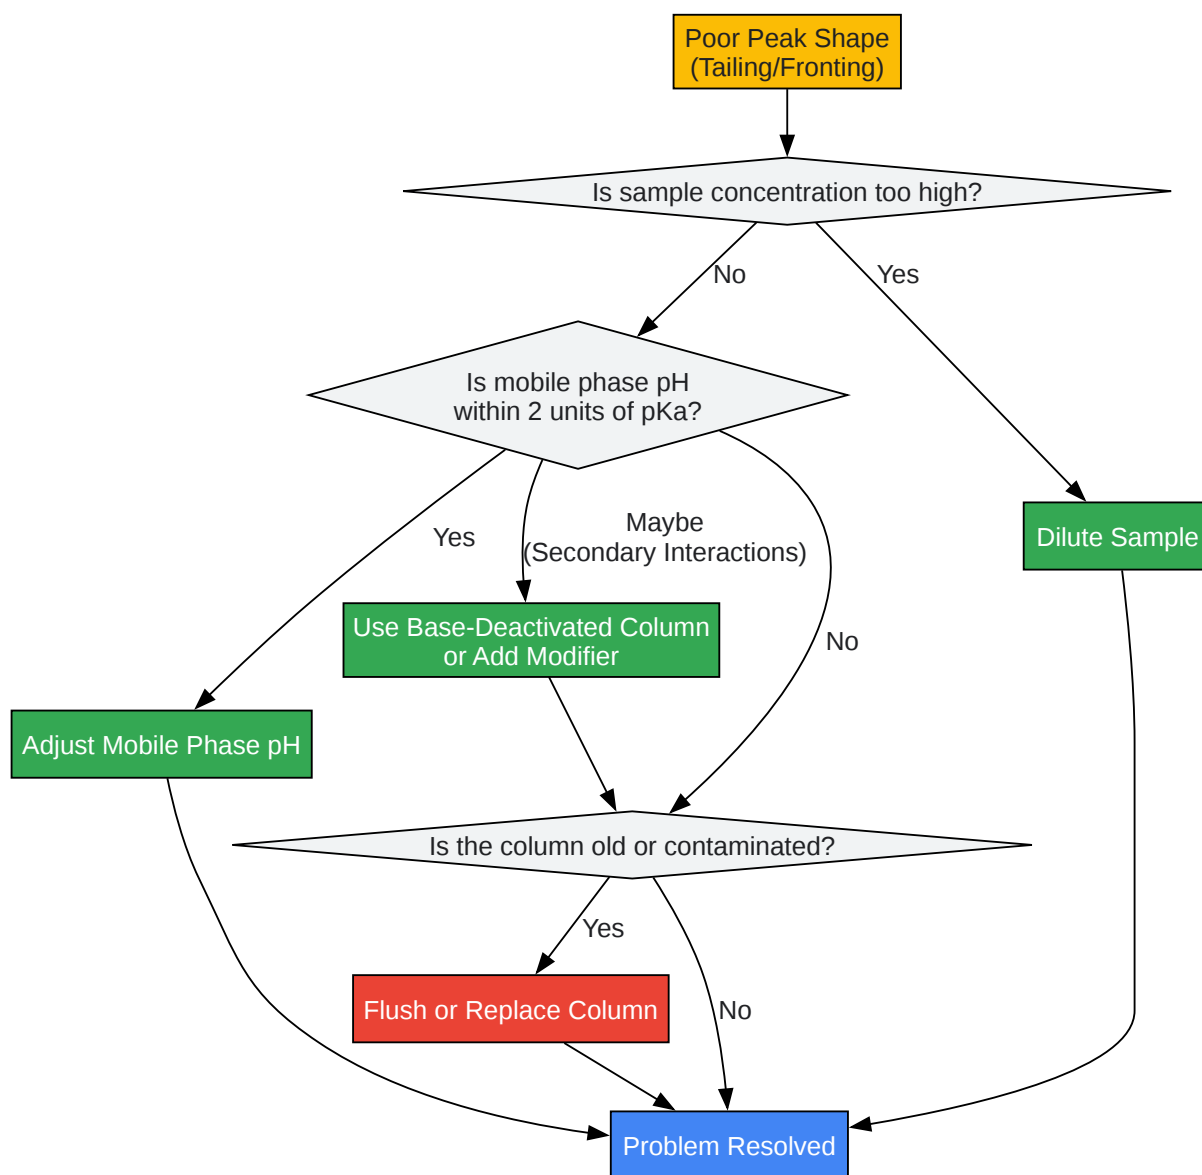 Poor Peak Shape
(Tailing/Fronting)
Is sample concentration too high?
No
Yes
Is mobile phase pH
within 2 units of pKa?
Yes
Maybe
(Secondary Interactions)
Dilute Sample
Use Base-Deactivated Column
or Add Modifier
No
Adjust Mobile Phase pH
Is the column old or contaminated?
Yes
Flush or Replace Column
No
Problem Resolved